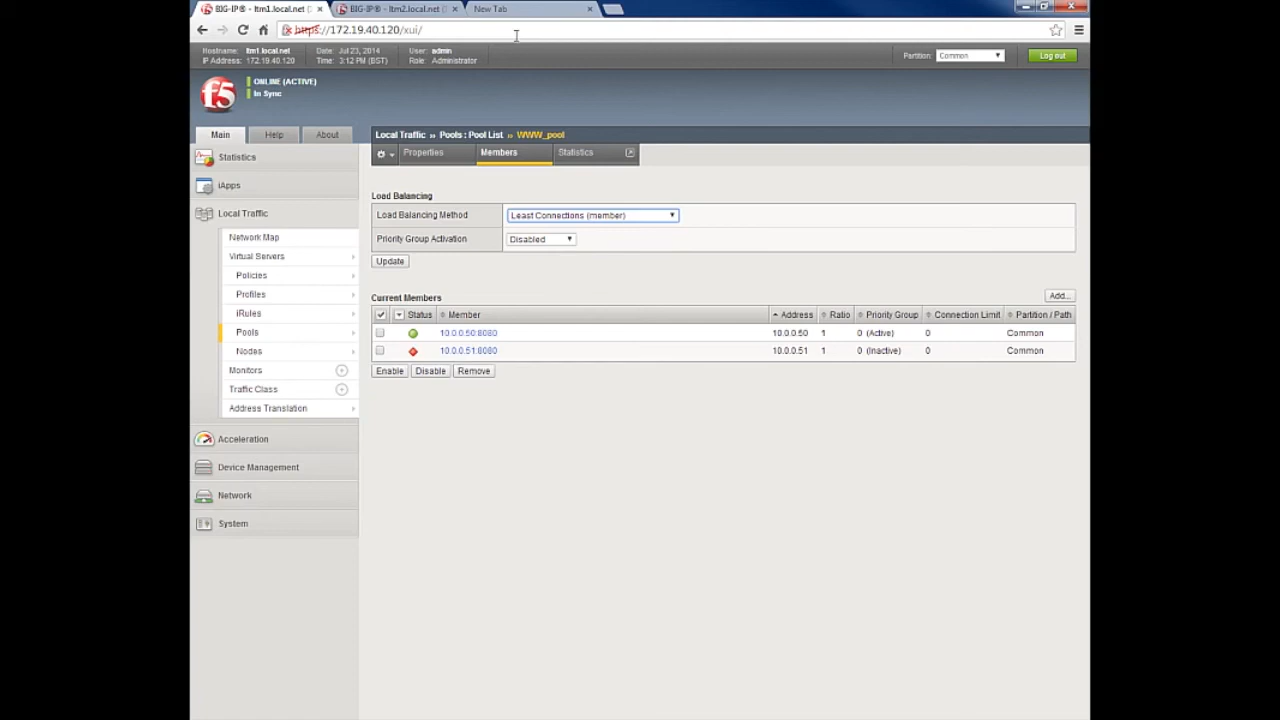 BIG-IP® - ltm1.local.net (
BIG-IP® - ltm2.local.net (
New Tab
https://172.19.40.120/xui/
Hostname: ltm1.local.net
IP Address: 172.19.40.120
Date: Jul 23, 2014
Time: 3:12 PM (BST)
User: admin
Role: Administrator
Partition: Common
Log out
f5
ONLINE (ACTIVE)
In Sync
Main
Help
About
Statistics
iApps
Local Traffic
Network Map
Virtual Servers
Policies
Profiles
iRules
Pools
Nodes
Monitors
Traffic Class
Address Translation
Acceleration
Device Management
Network
System
Local Traffic » Pools : Pool List » WWW_pool
Properties
Members
Statistics
Load Balancing
Load Balancing Method Least Connections (member)
Priority Group Activation Disabled
Update
Current Members
Add...
Status Member Address Ratio Priority Group Connection Limit Partition / Path
10.0.0.50:8080 10.0.0.50 1 0 (Active) 0 Common
10.0.0.51:8080 10.0.0.51 1 0 (Inactive) 0 Common
Enable Disable Remove